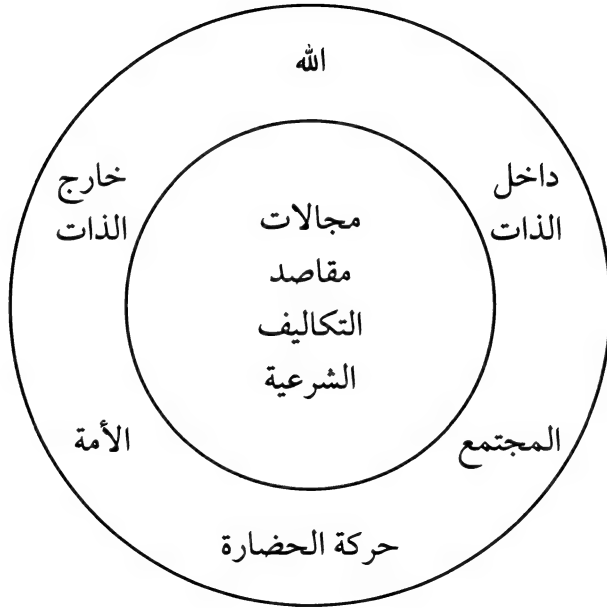 الله
داخل
الذات
خارج
الذات
مجالات
مقاصد
التكاليف
الشرعية
المجتمع
الأمة
حركة الحضارة